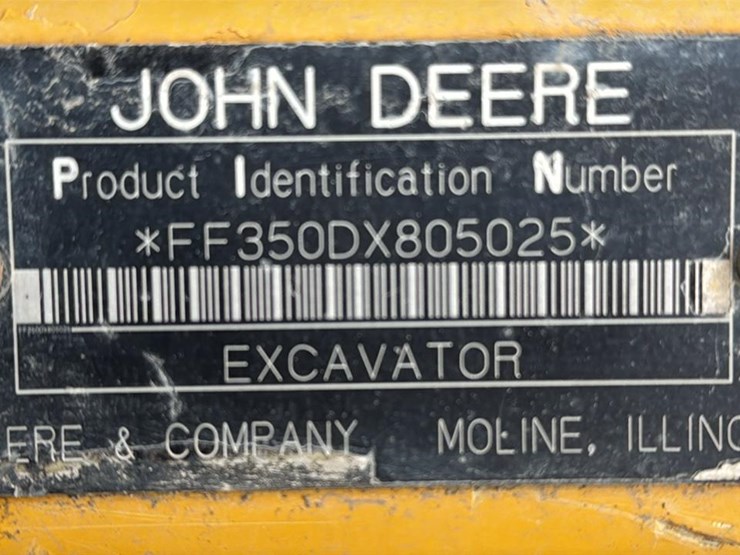 JOHN DEERE
Product Identification Number
*FF350DX805025*
EXCAVATOR
ERE & COMPANY MOLINE, ILLINO